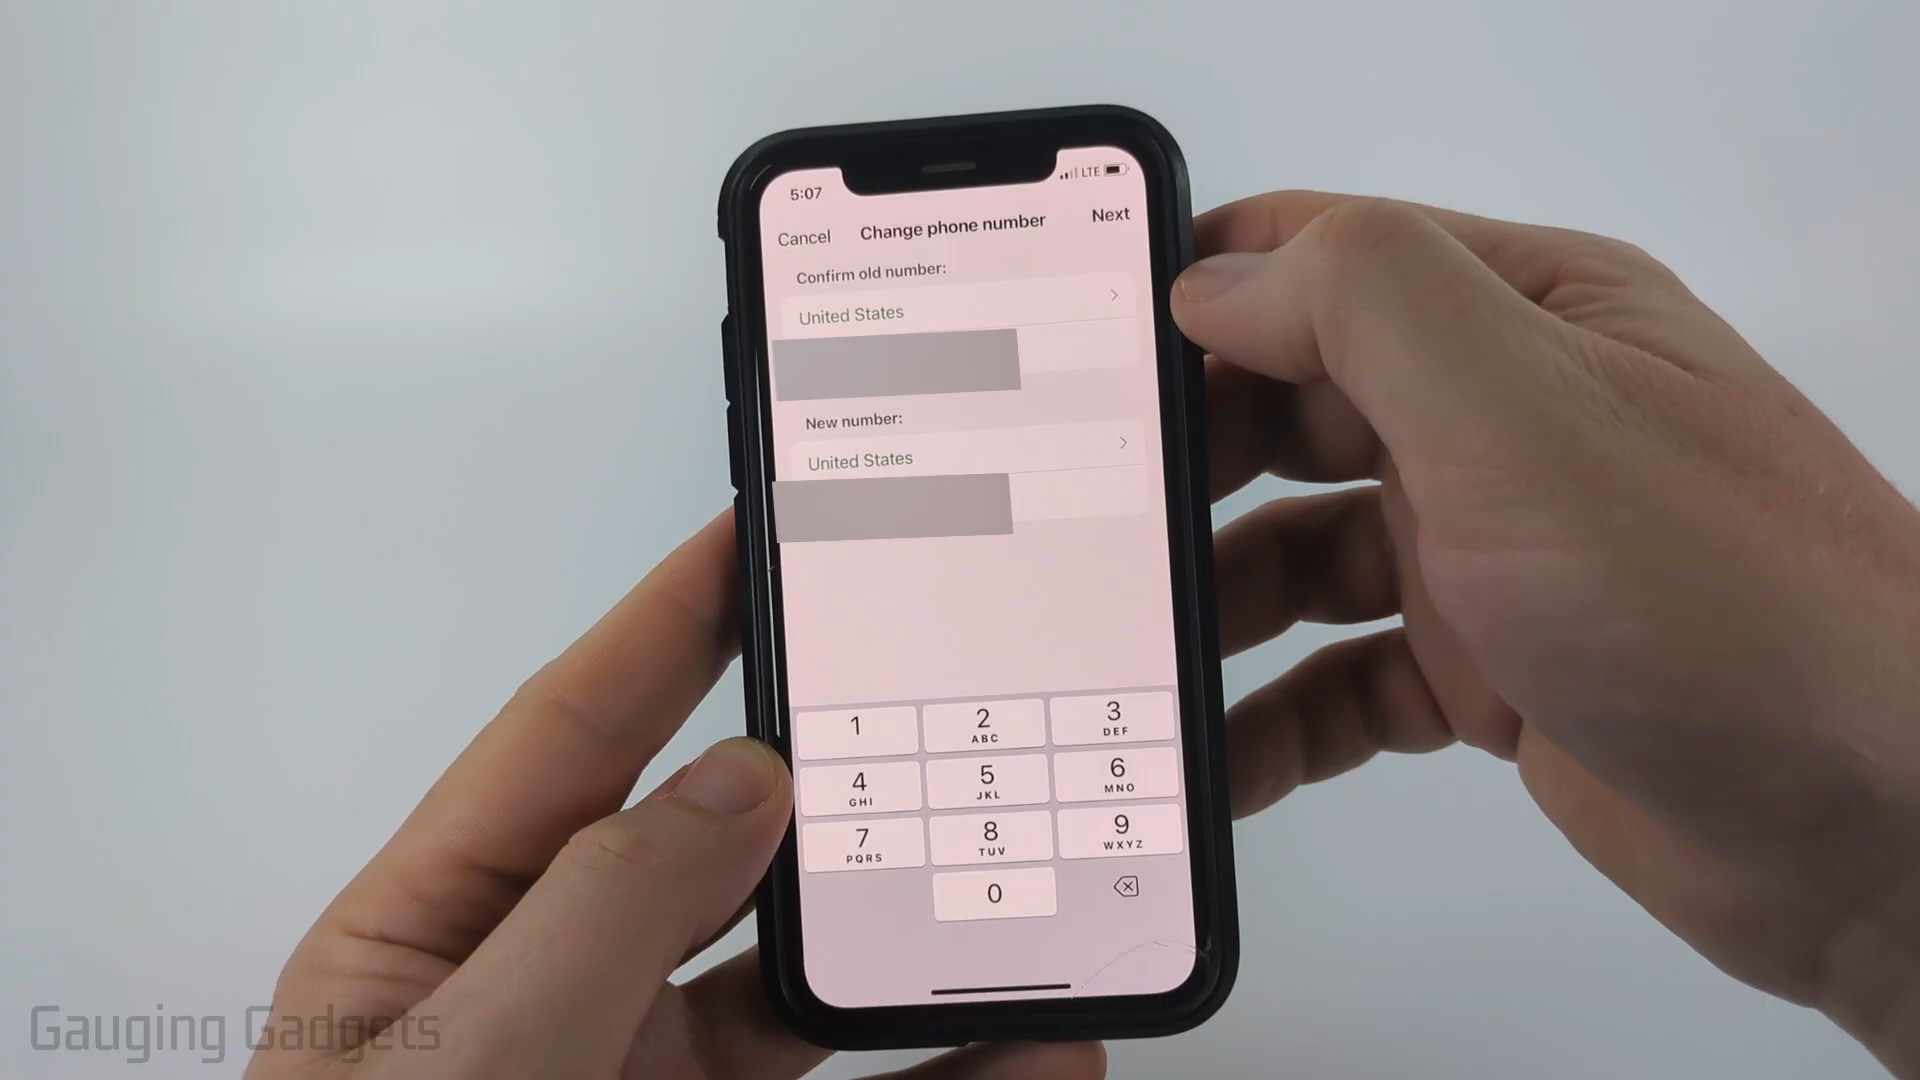 5:07
LTE
Cancel
Change phone number
Next
Confirm old number:
United States
New number:
United States
1
2
ABC
3
DEF
4
GHI
5
JKL
6
MNO
7
PQRS
8
TUV
9
WXYZ
0
Gauging Gadgets